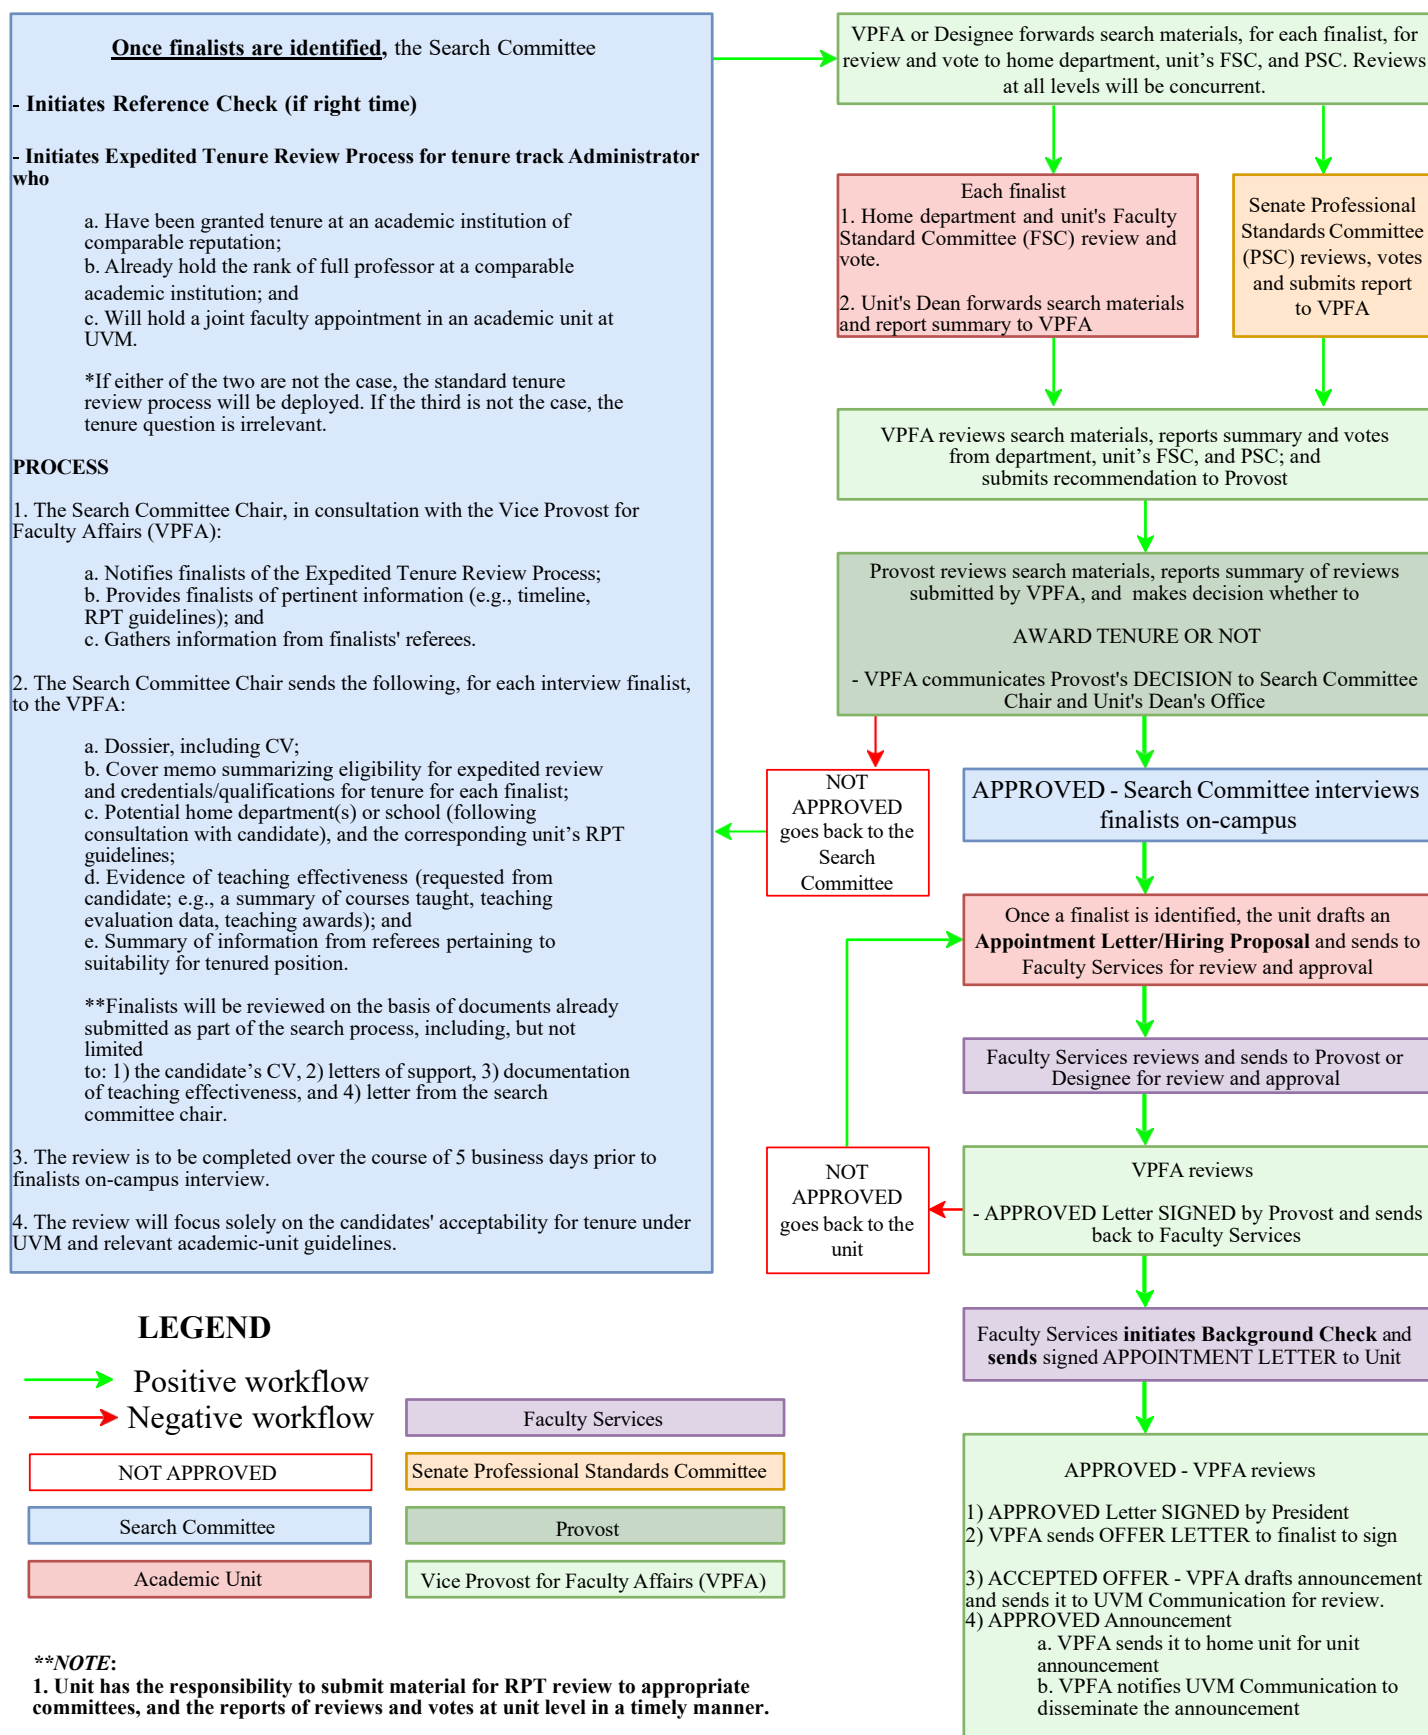 Once finalists are identified, the Search Committee
- Initiates Reference Check (if right time)
- Initiates Expedited Tenure Review Process for tenure track Administrator
who
a. Have been granted tenure at an academic institution of
comparable reputation;
b. Already hold the rank of full professor at a comparable
academic institution; and
c. Will hold a joint faculty appointment in an academic unit at
UVM.
*If either of the two are not the case, the standard tenure
review process will be deployed. If the third is not the case, the
tenure question is irrelevant.
PROCESS
1. The Search Committee Chair, in consultation with the Vice Provost for
Faculty Affairs (VPFA):
a. Notifies finalists of the Expedited Tenure Review Process;
b. Provides finalists of pertinent information (e.g., timeline,
RPT guidelines); and
c. Gathers information from finalists' referees.
2. The Search Committee Chair sends the following, for each interview finalist,
to the VPFA:
a. Dossier, including CV;
b. Cover memo summarizing eligibility for expedited review
and credentials/qualifications for tenure for each finalist;
c. Potential home department(s) or school (following
consultation with candidate), and the corresponding unit’s RPT
guidelines;
d. Evidence of teaching effectiveness (requested from
candidate; e.g., a summary of courses taught, teaching
evaluation data, teaching awards); and
e. Summary of information from referees pertaining to
suitability for tenured position.
**Finalists will be reviewed on the basis of documents already
submitted as part of the search process, including, but not
limited
to: 1) the candidate’s CV, 2) letters of support, 3) documentation
of teaching effectiveness, and 4) letter from the search
committee chair.
3. The review is to be completed over the course of 5 business days prior to
finalists on-campus interview.
4. The review will focus solely on the candidates' acceptability for tenure under
UVM and relevant academic-unit guidelines.
VPFA or Designee forwards search materials, for each finalist, for
review and vote to home department, unit’s FSC, and PSC. Reviews
at all levels will be concurrent.
Each finalist
1. Home department and unit's Faculty
Standard Committee (FSC) review and
vote.
2. Unit's Dean forwards search materials
and report summary to VPFA
Senate Professional
Standards Committee
(PSC) reviews, votes
and submits report
to VPFA
VPFA reviews search materials, reports summary and votes
from department, unit’s FSC, and PSC; and
submits recommendation to Provost
Provost reviews search materials, reports summary of reviews
submitted by VPFA, and makes decision whether to
AWARD TENURE OR NOT
- VPFA communicates Provost's DECISION to Search Committee
Chair and Unit's Dean's Office
NOT
APPROVED
goes back to the
Search
Committee
APPROVED - Search Committee interviews
finalists on-campus
Once a finalist is identified, the unit drafts an
Appointment Letter/Hiring Proposal and sends to
Faculty Services for review and approval
Faculty Services reviews and sends to Provost or
Designee for review and approval
NOT
APPROVED
goes back to the
unit
VPFA reviews
- APPROVED Letter SIGNED by Provost and sends
back to Faculty Services
Faculty Services initiates Background Check and
sends signed APPOINTMENT LETTER to Unit
APPROVED - VPFA reviews
1) APPROVED Letter SIGNED by President
2) VPFA sends OFFER LETTER to finalist to sign
3) ACCEPTED OFFER - VPFA drafts announcement
and sends it to UVM Communication for review.
4) APPROVED Announcement
a. VPFA sends it to home unit for unit
announcement
b. VPFA notifies UVM Communication to
disseminate the announcement
LEGEND
Positive workflow
Negative workflow
NOT APPROVED
Search Committee
Academic Unit
Faculty Services
Senate Professional Standards Committee
Provost
Vice Provost for Faculty Affairs (VPFA)
**NOTE:
1. Unit has the responsibility to submit material for RPT review to appropriate
committees, and the reports of reviews and votes at unit level in a timely manner.